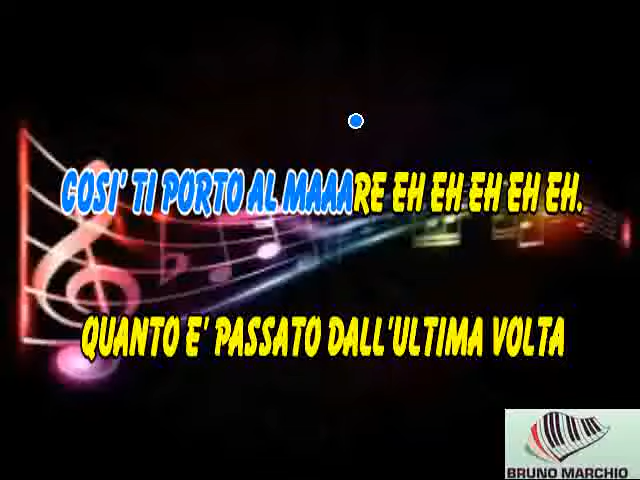 COSI' TI PORTO AL MAAARE EH EH EH EH EH.
QUANTO E' PASSATO DALL'ULTIMA VOLTA
BRUNO MARCHIO